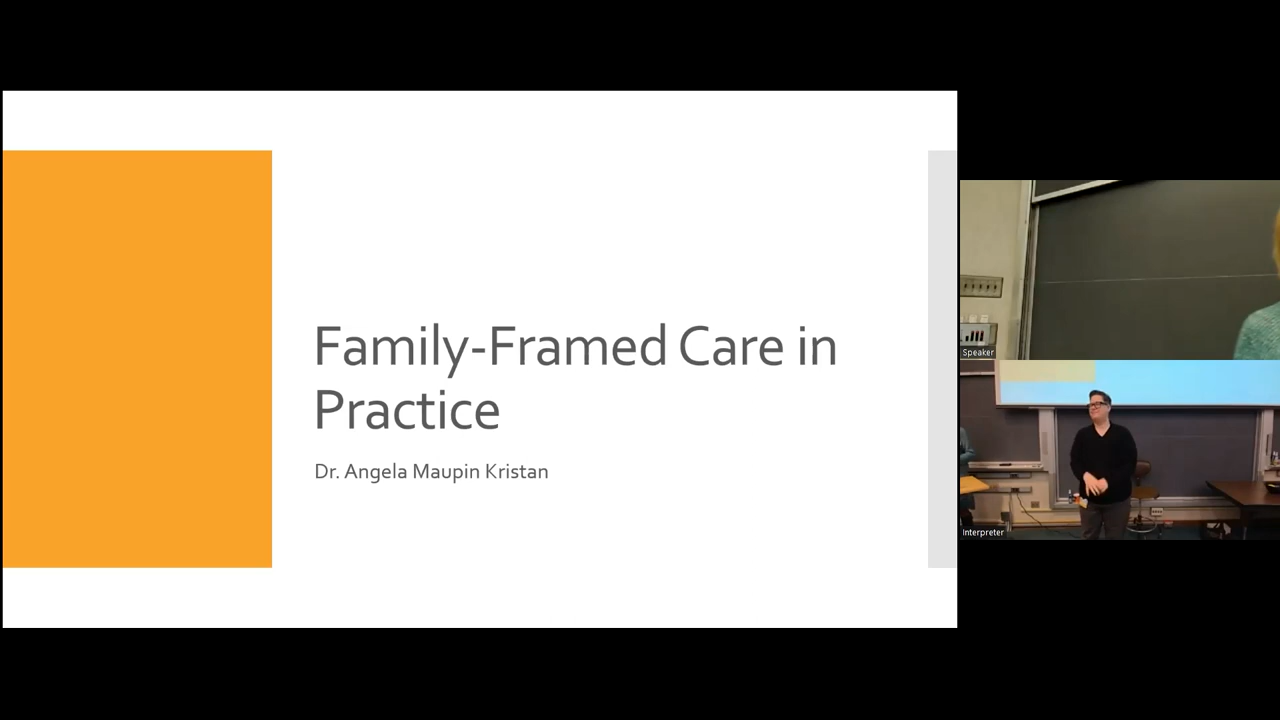 Family-Framed Care in
Practice
Dr. Angela Maupin Kristan
Speaker
Interpreter